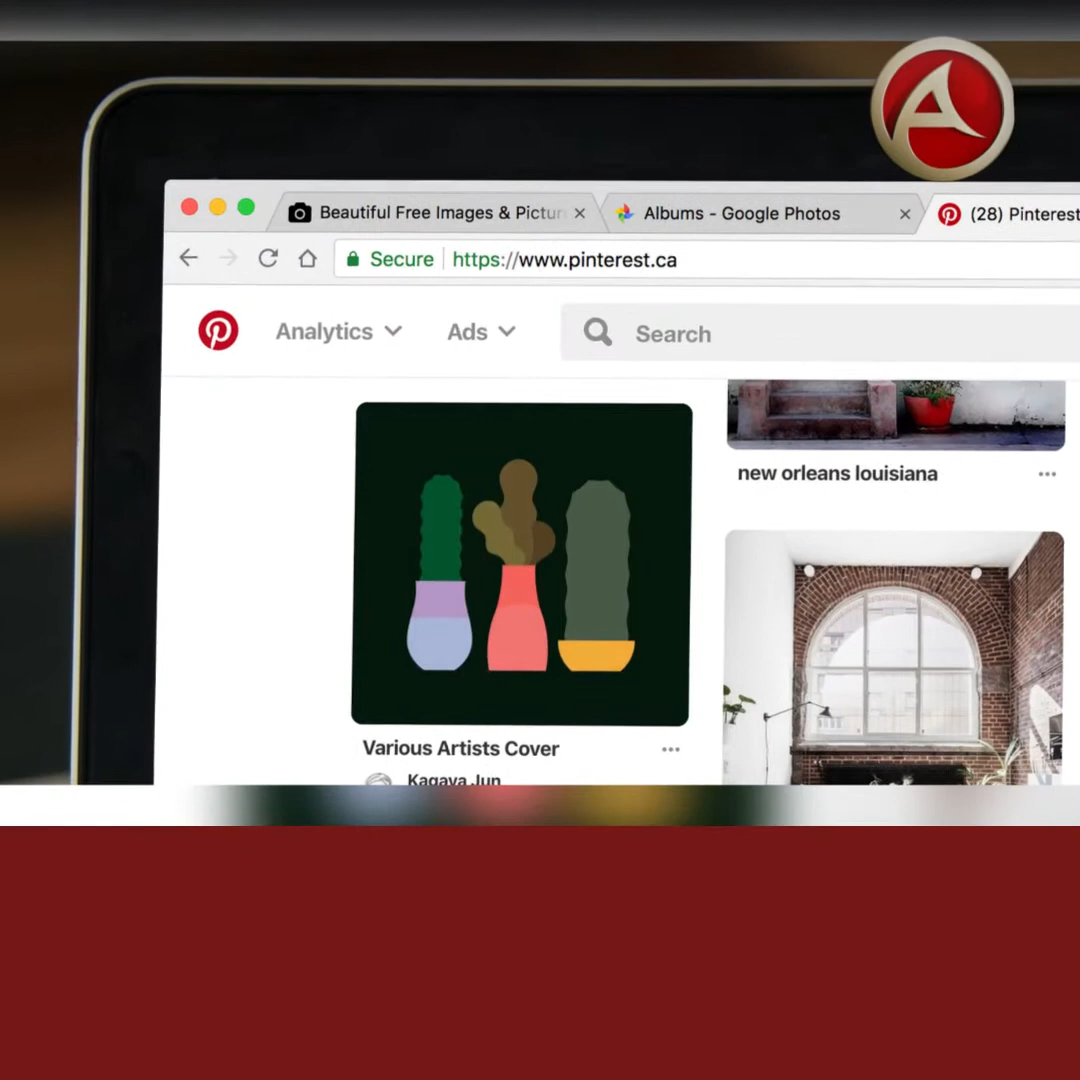 Beautiful Free Images & Pictur
Albums - Google Photos
(28) Pinterest
Secure https://www.pinterest.ca
Analytics
Ads
Search
new orleans louisiana
Various Artists Cover
Kagaya Jun